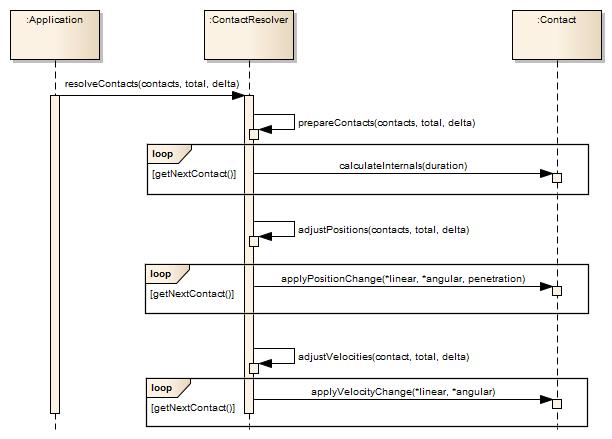 :Application
:ContactResolver
:Contact
resolveContacts(contacts, total, delta)
prepareContacts(contacts, total, delta)
loop
calculateInternals(duration)
[getNextContact()]
adjustPositions(contacts, total, delta)
loop
applyPositionChange(*linear, *angular, penetration)
[getNextContact()]
adjustVelocities(contact, total, delta)
loop
applyVelocityChange(*linear, *angular)
[getNextContact()]